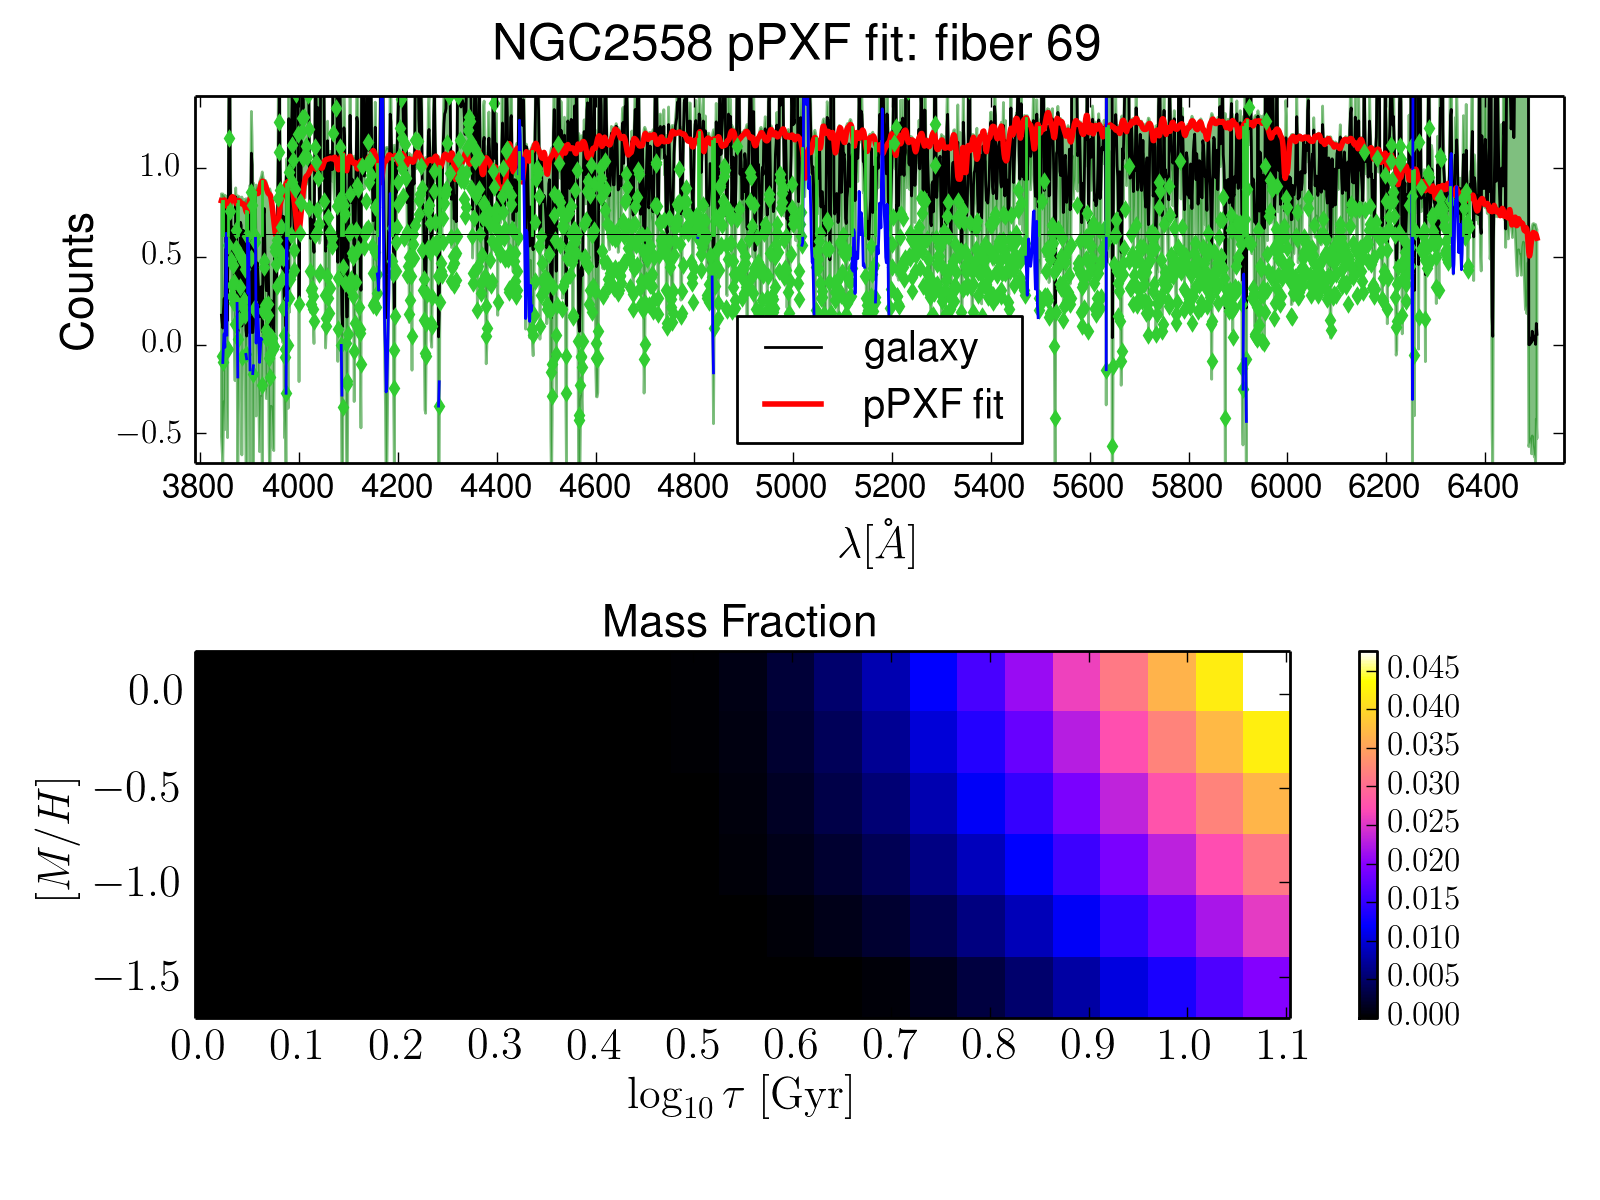 NGC2558 pPXF fit: fiber 69
Counts
1.0
0.5
0.0
−0.5
galaxy
pPXF fit
3800 4000 4200 4400 4600 4800 5000 5200 5400 5600 5800 6000 6200 6400
λ[Å]
Mass Fraction
[M/H]
0.0
−0.5
−1.0
−1.5
0.0 0.1 0.2 0.3 0.4 0.5 0.6 0.7 0.8 0.9 1.0 1.1
log₁₀ τ [Gyr]
0.045
0.040
0.035
0.030
0.025
0.020
0.015
0.010
0.005
0.000